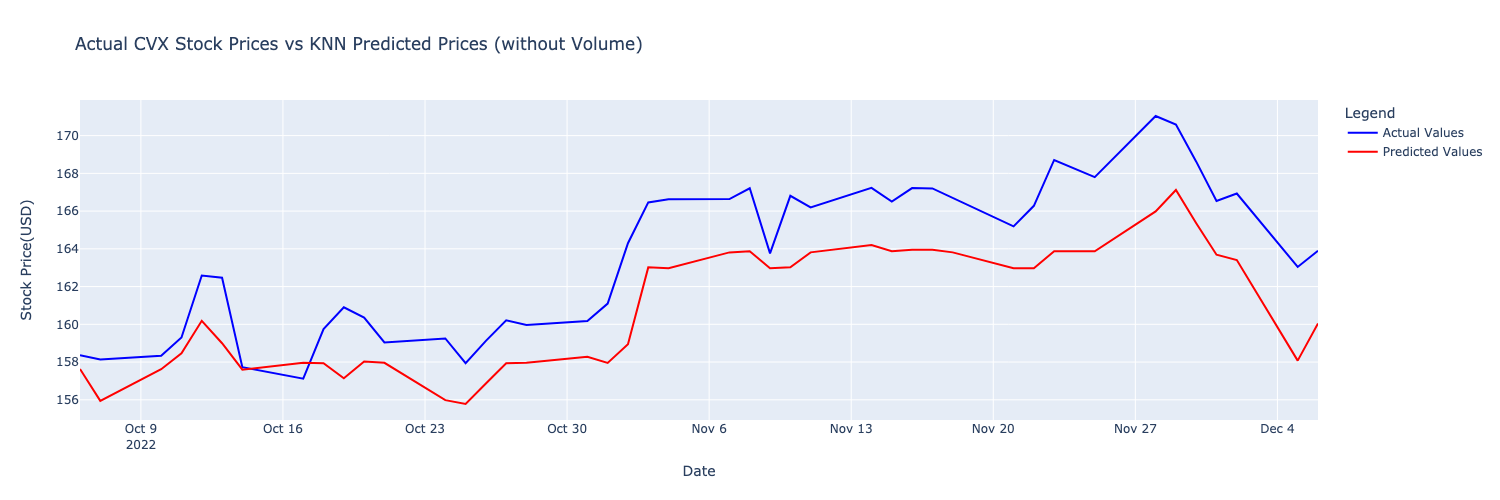 Actual CVX Stock Prices vs KNN Predicted Prices (without Volume)
Legend
Actual Values
Predicted Values
Stock Price(USD)
170
168
166
164
162
160
158
156
Oct 9 Oct 16 Oct 23 Oct 30 Nov 6 Nov 13 Nov 20 Nov 27 Dec 4
2022
Date